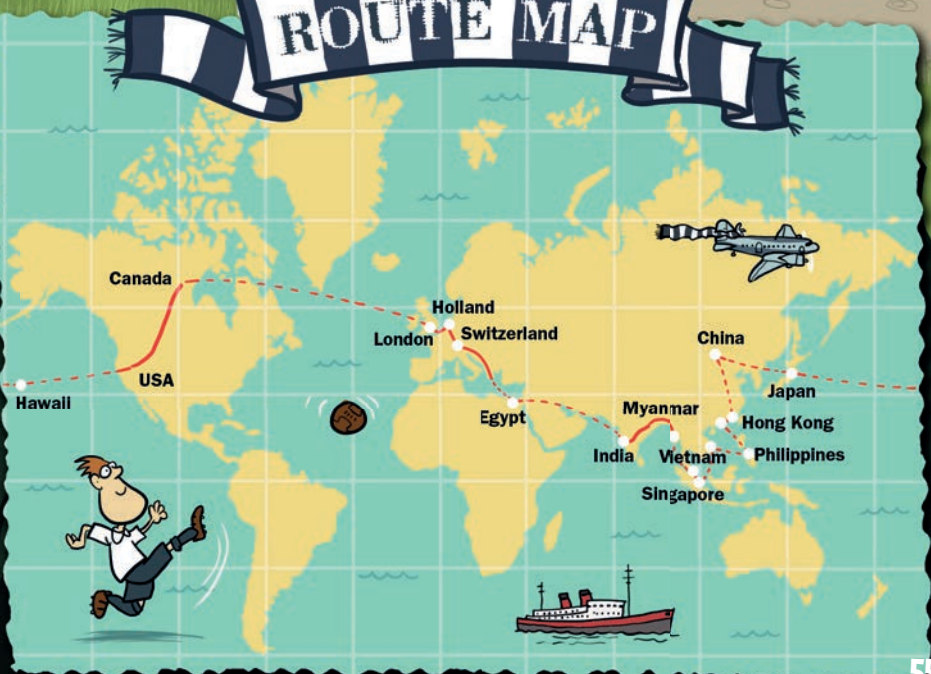 ROUTE MAP
Canada
Holland
London
Switzerland
China
USA
Hawaii
Japan
Egypt
Myanmar
Hong Kong
India
Vietnam
Philippines
Singapore